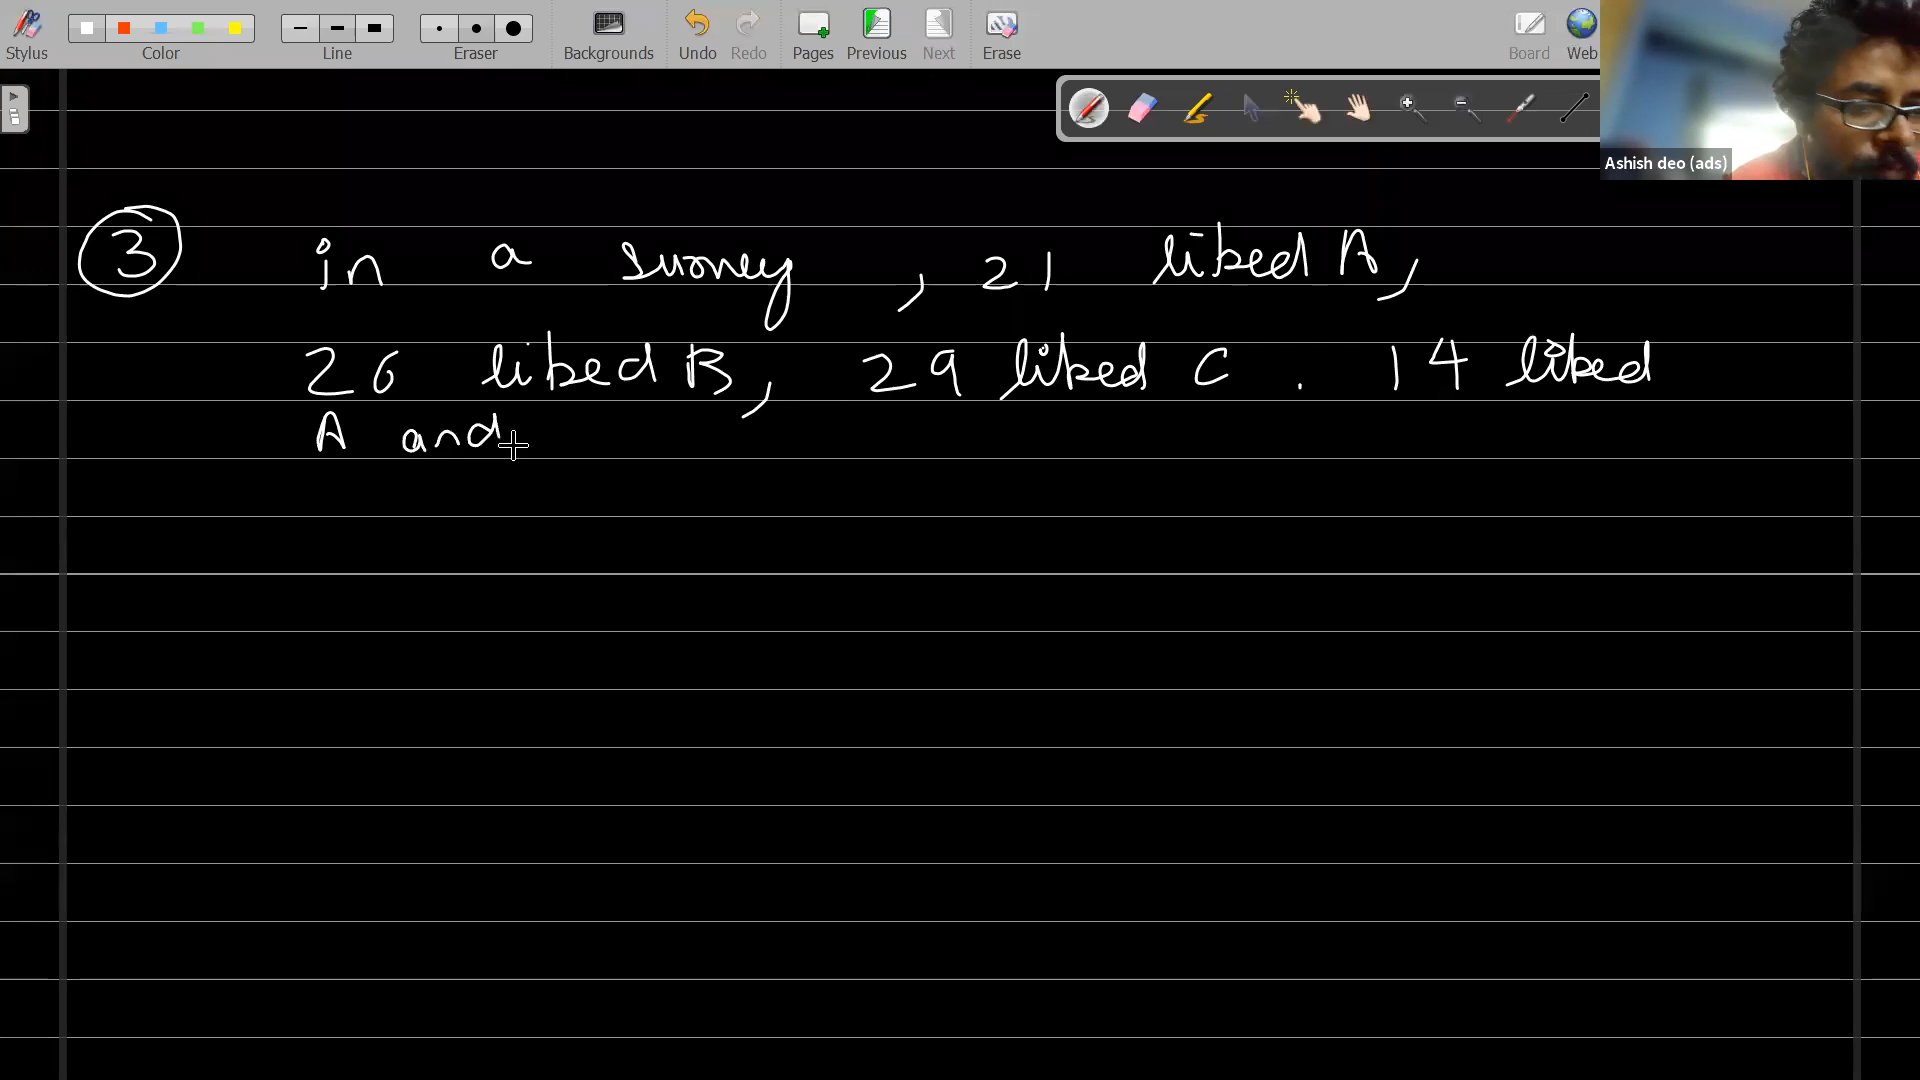 Stylus Color Line Eraser Backgrounds Undo Redo Pages Previous Next Erase Board Web
Ashish deo (ads)
3 in a survey, 21 liked A,
26 liked B, 29 liked C. 14 liked
A and